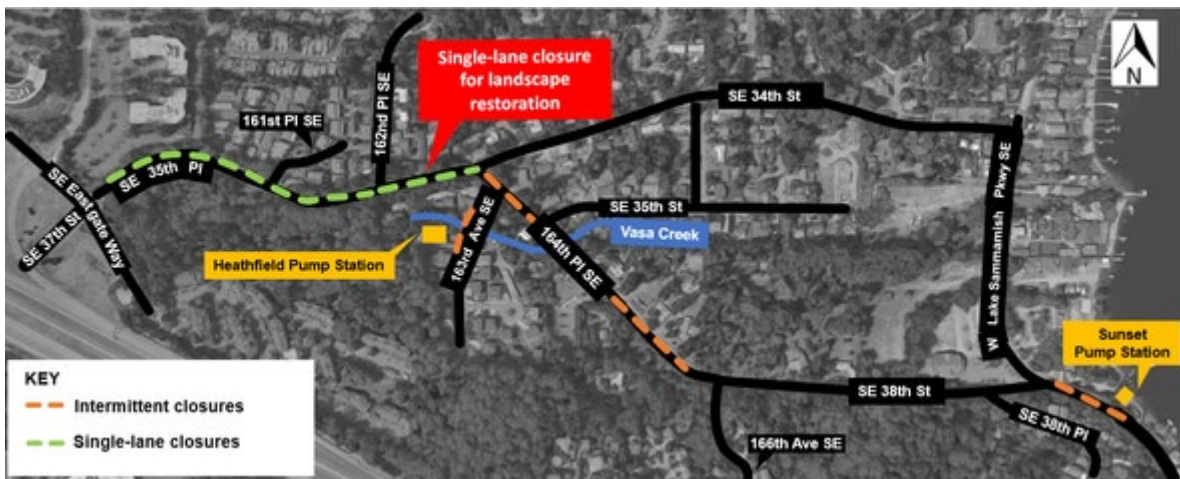 Single-lane closure
for landscape
restoration
N
SE 34th St
162nd Pl SE
161st Pl SE
SE 35th Pl
SE Eastgate Way
SE 37th St
Heathfield Pump Station
163rd Ave SE
164th Pl SE
SE 35th St
Vasa Creek
W Lake Sammamish Pkwy SE
Sunset
Pump Station
SE 38th St
SE 38th Pl
166th Ave SE
KEY
Intermittent closures
Single-lane closures